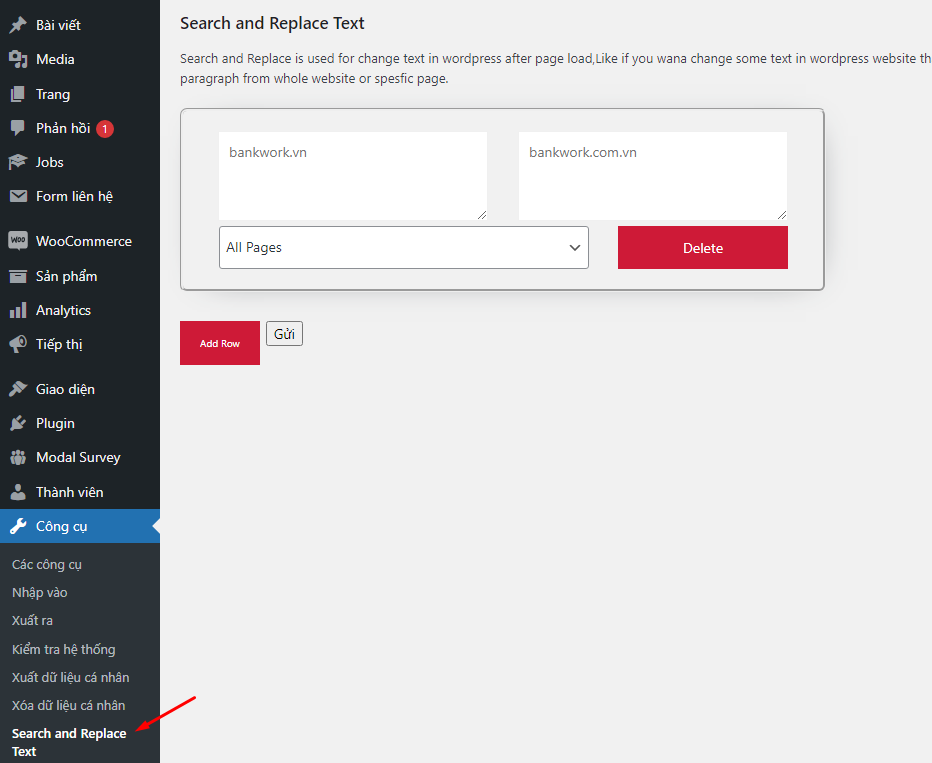 Bài viết
Media
Trang
Phản hồi 1
Jobs
Form liên hệ
WOO WooCommerce
Sản phẩm
Analytics
Tiếp thị
Giao diện
Plugin
Modal Survey
Thành viên
Công cụ
Các công cụ
Nhập vào
Xuất ra
Kiểm tra hệ thống
Xuất dữ liệu cá nhân
Xóa dữ liệu cá nhân
Search and Replace
Text
Search and Replace Text
Search and Replace is used for change text in wordpress after page load,Like if you wana change some text in wordpress website th
paragraph from whole website or spesfic page.
bankwork.vn
bankwork.com.vn
All Pages
Delete
Add Row
Gửi